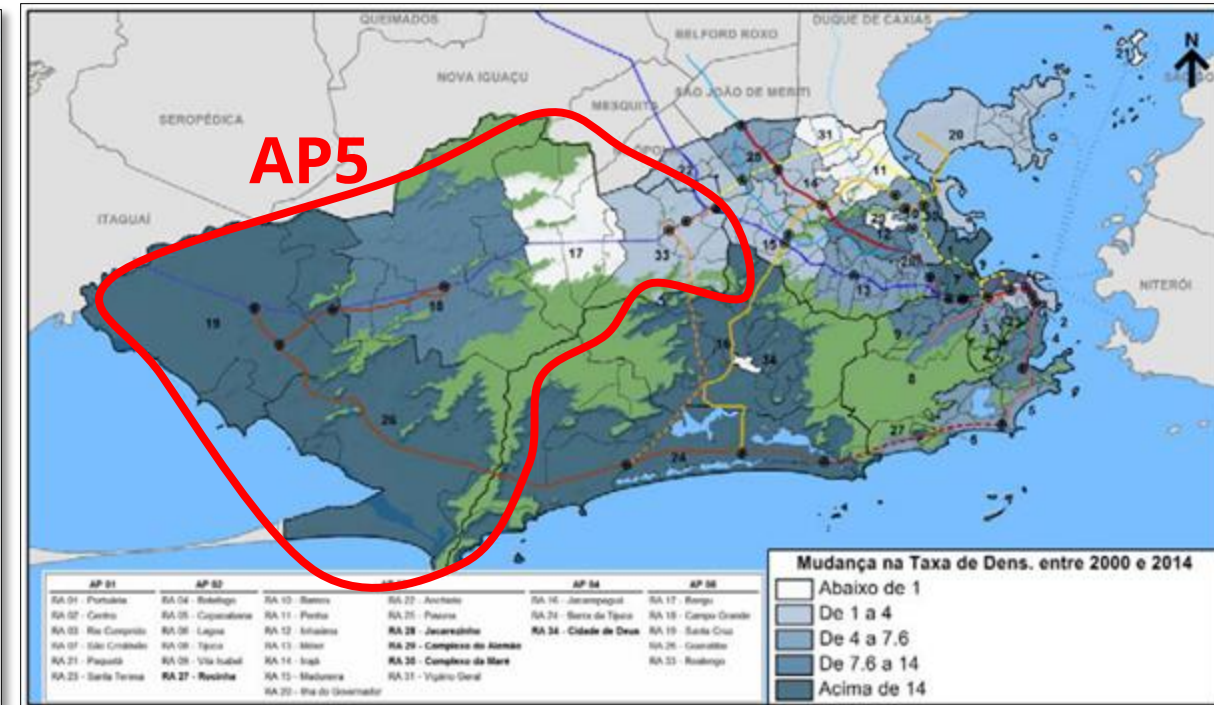 QUEIMADOS
DUQUE DE CAXIAS
BELFORD ROXO
N
NOVA IGUAÇU
SÃO JOÃO DE MERITI
MESQUITA
SEROPÉDICA
AP5
ITAGUAÍ
NITERÓI
21
31
20
11
25
22
14
29
17
33
15
12
13
18
19
16
34
9
8
26
24
27
Mudança na Taxa de Dens. entre 2000 e 2014
Abaixo de 1
De 1 a 4
De 4 a 7.6
De 7.6 a 14
Acima de 14
AP 01
RA 01 - Portuária
RA 02 - Centro
RA 03 - Rio Comprido
RA 07 - São Cristóvão
RA 21 - Paquetá
RA 23 - Santa Teresa
AP 02
RA 04 - Botafogo
RA 05 - Copacabana
RA 06 - Lagoa
RA 08 - Tijuca
RA 09 - Vila Isabel
RA 27 - Rocinha
RA 10 - Ramos
RA 11 - Penha
RA 12 - Inhaúma
RA 13 - Méier
RA 14 - Irajá
RA 15 - Madureira
RA 20 - Ilha do Governador
RA 22 - Anchieta
RA 25 - Pavuna
RA 28 - Jacarezinho
RA 29 - Complexo do Alemão
RA 30 - Complexo da Maré
RA 31 - Vigário Geral
AP 04
RA 16 - Jacarepaguá
RA 24 - Barra da Tijuca
RA 34 - Cidade de Deus
AP 05
RA 17 - Bangu
RA 18 - Campo Grande
RA 19 - Santa Cruz
RA 26 - Guaratiba
RA 33 - Realengo